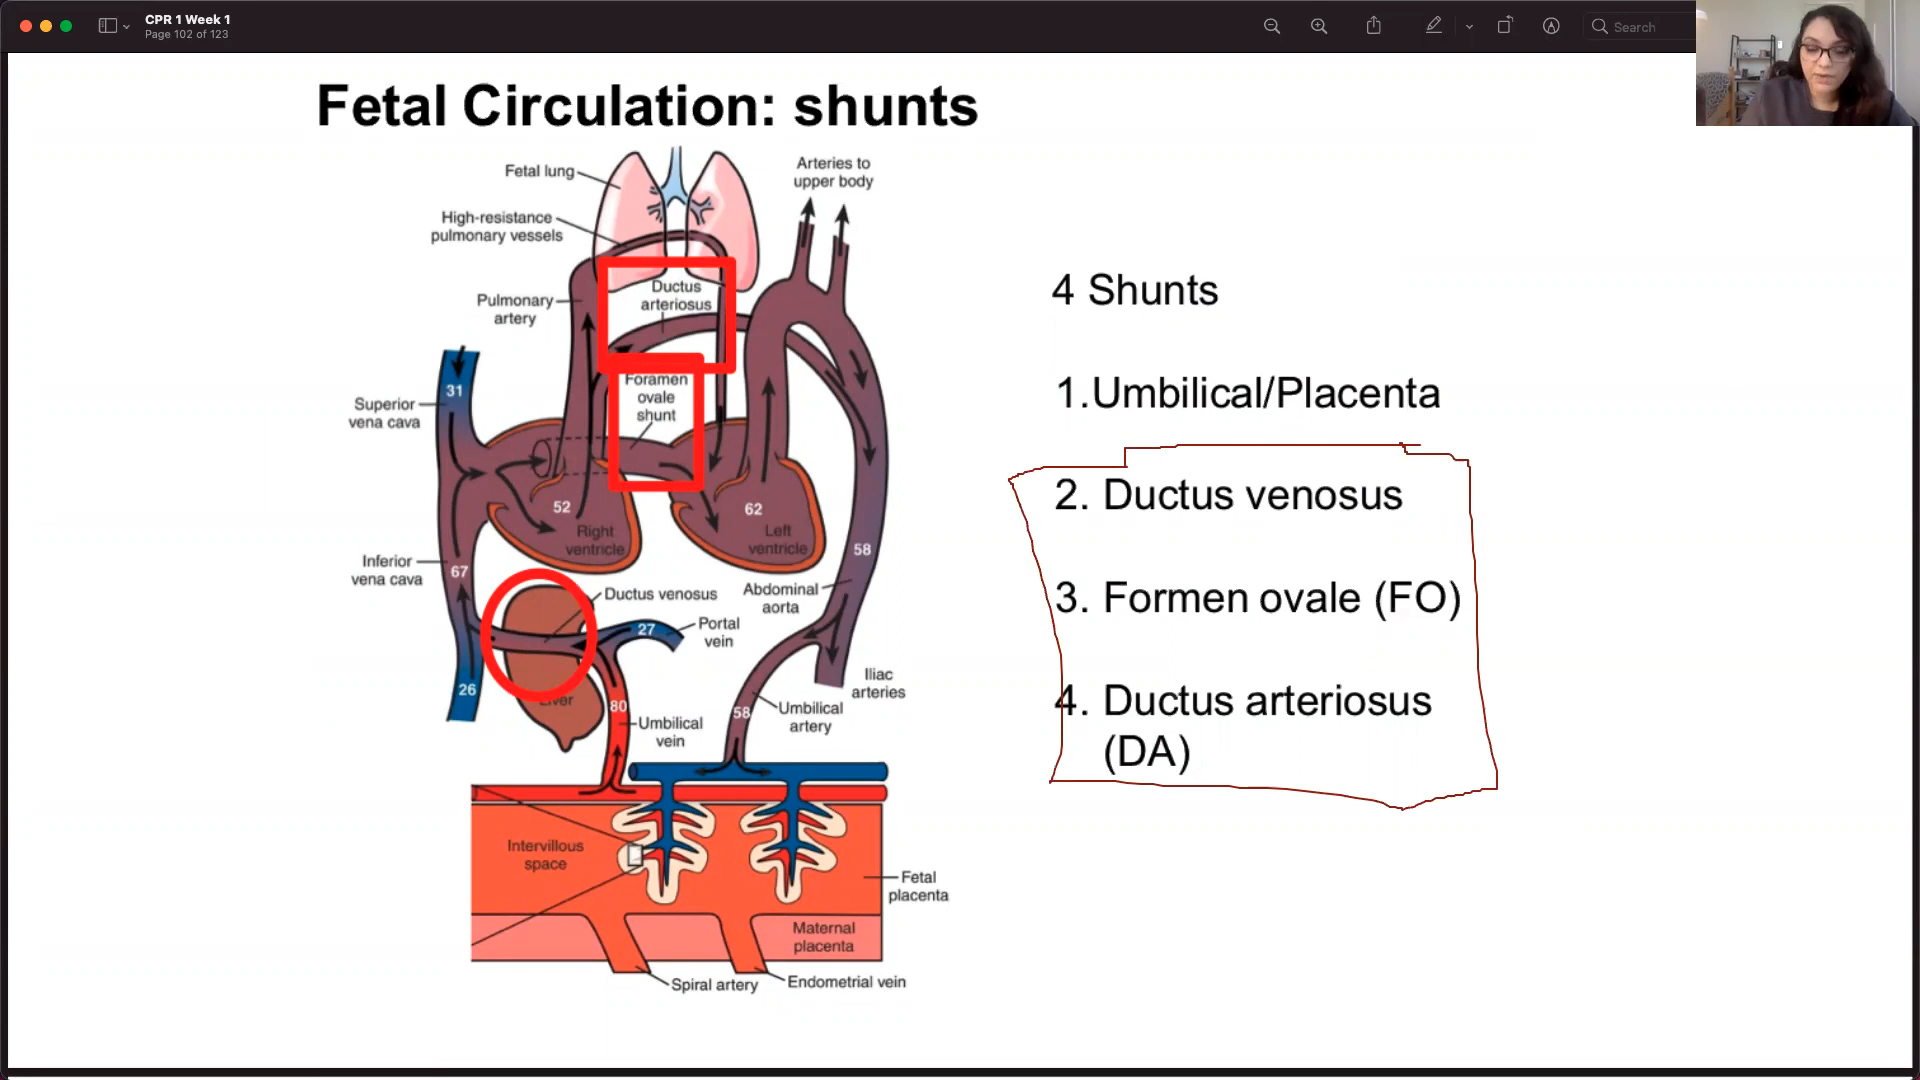 CPR 1 Week 1
Page 102 of 123
Search
Fetal Circulation: shunts
Fetal lung
High-resistance
pulmonary vessels
Arteries to
upper body
Pulmonary
artery
Ductus
arteriosus
Foramen
ovale
shunt
31
Superior
vena cava
52
Right
ventricle
62
Left
ventricle
58
Inferior
vena cava
67
Ductus venosus
Abdominal
aorta
27
Portal
vein
26
Liver
80
Umbilical
vein
58
Umbilical
artery
Iliac
arteries
Intervillous
space
Fetal
placenta
Maternal
placenta
Spiral artery
Endometrial vein
4 Shunts
1.Umbilical/Placenta
2. Ductus venosus
3. Formen ovale (FO)
4. Ductus arteriosus
(DA)